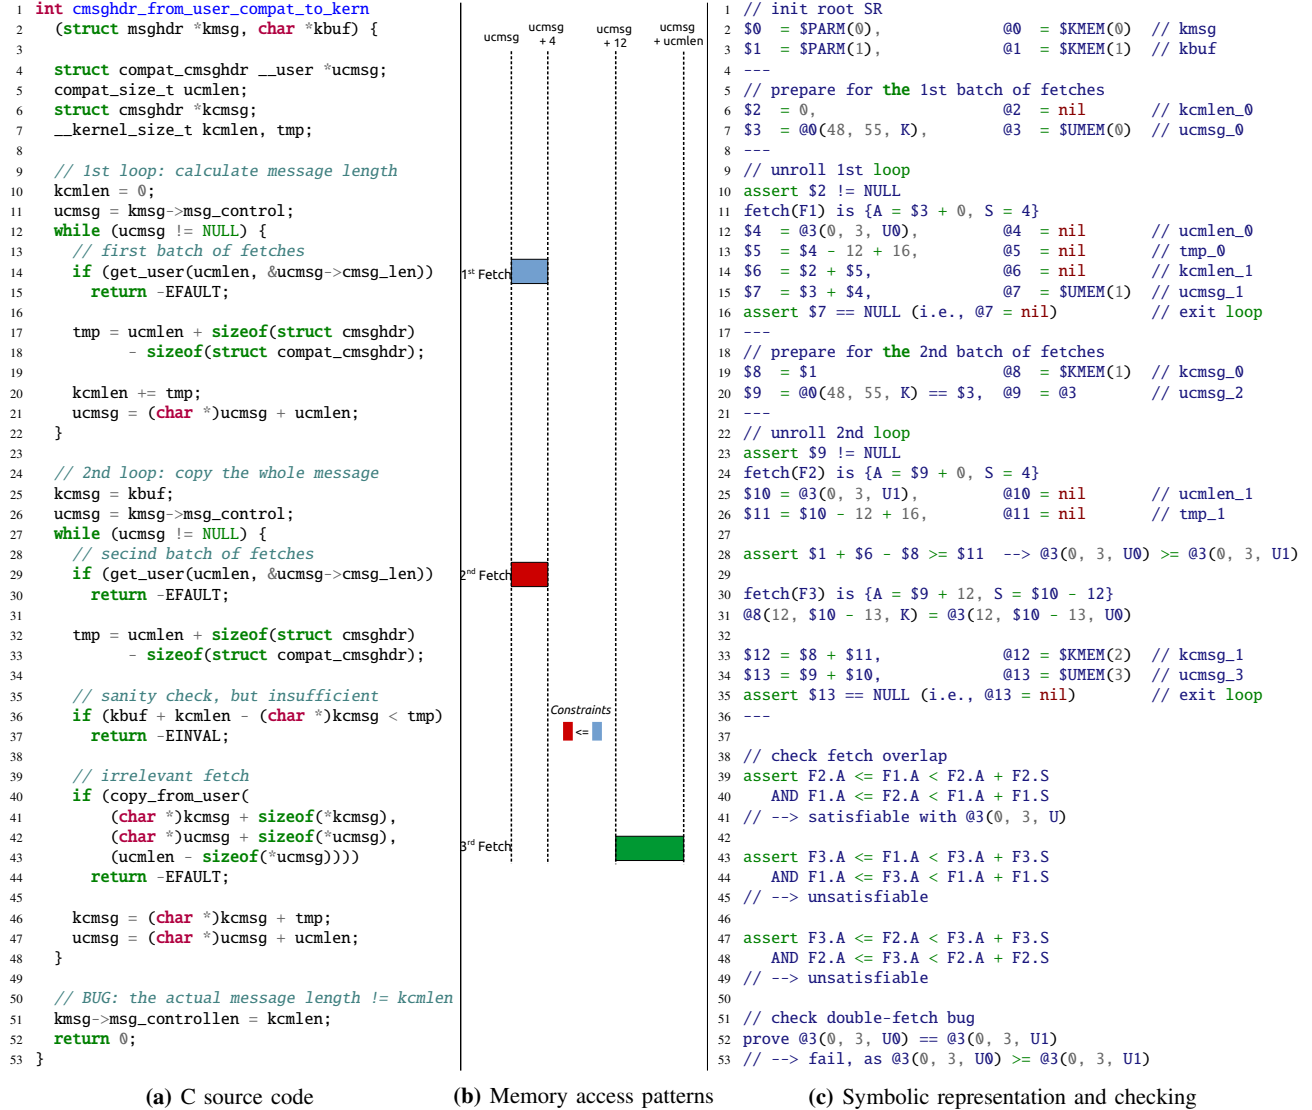 1 int cmsghdr_from_user_compat_to_kern
2 (struct msghdr *kmsg, char *kbuf) {
3
4 struct compat_cmsghdr __user *ucmsg;
5 compat_size_t ucmlen;
6 struct cmsghdr *kcmsg;
7 __kernel_size_t kcmlen, tmp;
8
9 // 1st loop: calculate message length
10 kcmlen = 0;
11 ucmsg = kmsg->msg_control;
12 while (ucmsg != NULL) {
13 // first batch of fetches
14 if (get_user(ucmlen, &ucmsg->cmsg_len))
15 return -EFAULT;
16
17 tmp = ucmlen + sizeof(struct cmsghdr)
18 - sizeof(struct compat_cmsghdr);
19
20 kcmlen += tmp;
21 ucmsg = (char *)ucmsg + ucmlen;
22 }
23
24 // 2nd loop: copy the whole message
25 kcmsg = kbuf;
26 ucmsg = kmsg->msg_control;
27 while (ucmsg != NULL) {
28 // secind batch of fetches
29 if (get_user(ucmlen, &ucmsg->cmsg_len))
30 return -EFAULT;
31
32 tmp = ucmlen + sizeof(struct cmsghdr)
33 - sizeof(struct compat_cmsghdr);
34
35 // sanity check, but insufficient
36 if (kbuf + kcmlen - (char *)kcmsg < tmp)
37 return -EINVAL;
38
39 // irrelevant fetch
40 if (copy_from_user(
41 (char *)kcmsg + sizeof(*kcmsg),
42 (char *)ucmsg + sizeof(*ucmsg),
43 (ucmlen - sizeof(*ucmsg))))
44 return -EFAULT;
45
46 kcmsg = (char *)kcmsg + tmp;
47 ucmsg = (char *)ucmsg + ucmlen;
48 }
49
50 // BUG: the actual message length != kcmlen
51 kmsg->msg_controllen = kcmlen;
52 return 0;
53 }
(a) C source code
ucmsg
ucmsg
+ 4
ucmsg
+ 12
ucmsg
+ ucmlen
1st Fetch
2nd Fetch
Constraints
<=
3rd Fetch
(b) Memory access patterns
1 // init root SR
2 $0 = $PARM(0), @0 = $KMEM(0) // kmsg
3 $1 = $PARM(1), @1 = $KMEM(1) // kbuf
4 ---
5 // prepare for the 1st batch of fetches
6 $2 = 0, @2 = nil // kcmlen_0
7 $3 = @0(48, 55, K), @3 = $UMEM(0) // ucmsg_0
8 ---
9 // unroll 1st loop
10 assert $2 != NULL
11 fetch(F1) is {A = $3 + 0, S = 4}
12 $4 = @3(0, 3, U0), @4 = nil // ucmlen_0
13 $5 = $4 - 12 + 16, @5 = nil // tmp_0
14 $6 = $2 + $5, @6 = nil // kcmlen_1
15 $7 = $3 + $4, @7 = $UMEM(1) // ucmsg_1
16 assert $7 == NULL (i.e., @7 = nil) // exit loop
17 ---
18 // prepare for the 2nd batch of fetches
19 $8 = $1 @8 = $KMEM(1) // kcmsg_0
20 $9 = @0(48, 55, K) == $3, @9 = @3 // ucmsg_2
21 ---
22 // unroll 2nd loop
23 assert $9 != NULL
24 fetch(F2) is {A = $9 + 0, S = 4}
25 $10 = @3(0, 3, U1), @10 = nil // ucmlen_1
26 $11 = $10 - 12 + 16, @11 = nil // tmp_1
27
28 assert $1 + $6 - $8 >= $11 --> @3(0, 3, U0) >= @3(0, 3, U1)
29
30 fetch(F3) is {A = $9 + 12, S = $10 - 12}
31 @8(12, $10 - 13, K) = @3(12, $10 - 13, U0)
32
33 $12 = $8 + $11, @12 = $KMEM(2) // kcmsg_1
34 $13 = $9 + $10, @13 = $UMEM(3) // ucmsg_3
35 assert $13 == NULL (i.e., @13 = nil) // exit loop
36 ---
37
38 // check fetch overlap
39 assert F2.A <= F1.A < F2.A + F2.S
40 AND F1.A <= F2.A < F1.A + F1.S
41 // --> satisfiable with @3(0, 3, U)
42
43 assert F3.A <= F1.A < F3.A + F3.S
44 AND F1.A <= F3.A < F1.A + F1.S
45 // --> unsatisfiable
46
47 assert F3.A <= F2.A < F3.A + F3.S
48 AND F2.A <= F3.A < F2.A + F2.S
49 // --> unsatisfiable
50
51 // check double-fetch bug
52 prove @3(0, 3, U0) == @3(0, 3, U1)
53 // --> fail, as @3(0, 3, U0) >= @3(0, 3, U1)
(c) Symbolic representation and checking